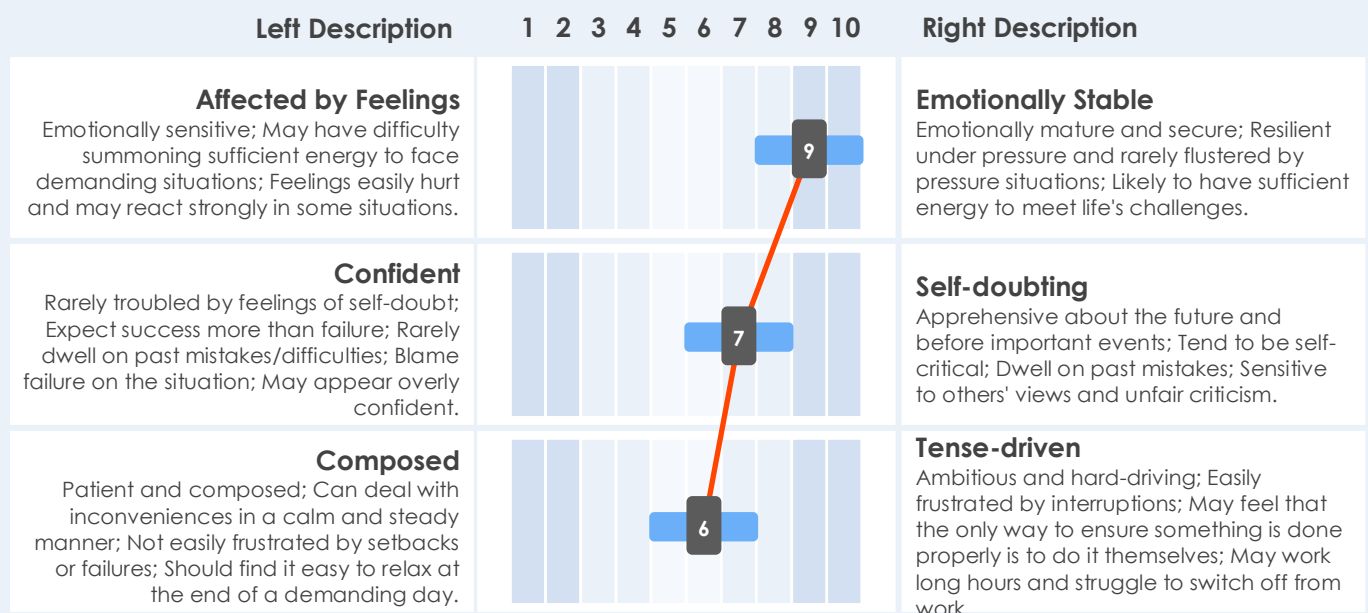 Left Description 1 2 3 4 5 6 7 8 9 10 Right Description
Affected by Feelings
Emotionally sensitive; May have difficulty
summoning sufficient energy to face
demanding situations; Feelings easily hurt
and may react strongly in some situations.
9
Emotionally Stable
Emotionally mature and secure; Resilient
under pressure and rarely flustered by
pressure situations; Likely to have sufficient
energy to meet life's challenges.
Confident
Rarely troubled by feelings of self-doubt;
Expect success more than failure; Rarely
dwell on past mistakes/difficulties; Blame
failure on the situation; May appear overly
confident.
7
Self-doubting
Apprehensive about the future and
before important events; Tend to be self-
critical; Dwell on past mistakes; Sensitive
to others' views and unfair criticism.
Composed
Patient and composed; Can deal with
inconveniences in a calm and steady
manner; Not easily frustrated by setbacks
or failures; Should find it easy to relax at
the end of a demanding day.
6
Tense-driven
Ambitious and hard-driving; Easily
frustrated by interruptions; May feel that
the only way to ensure something is done
properly is to do it themselves; May work
long hours and struggle to switch off from
work